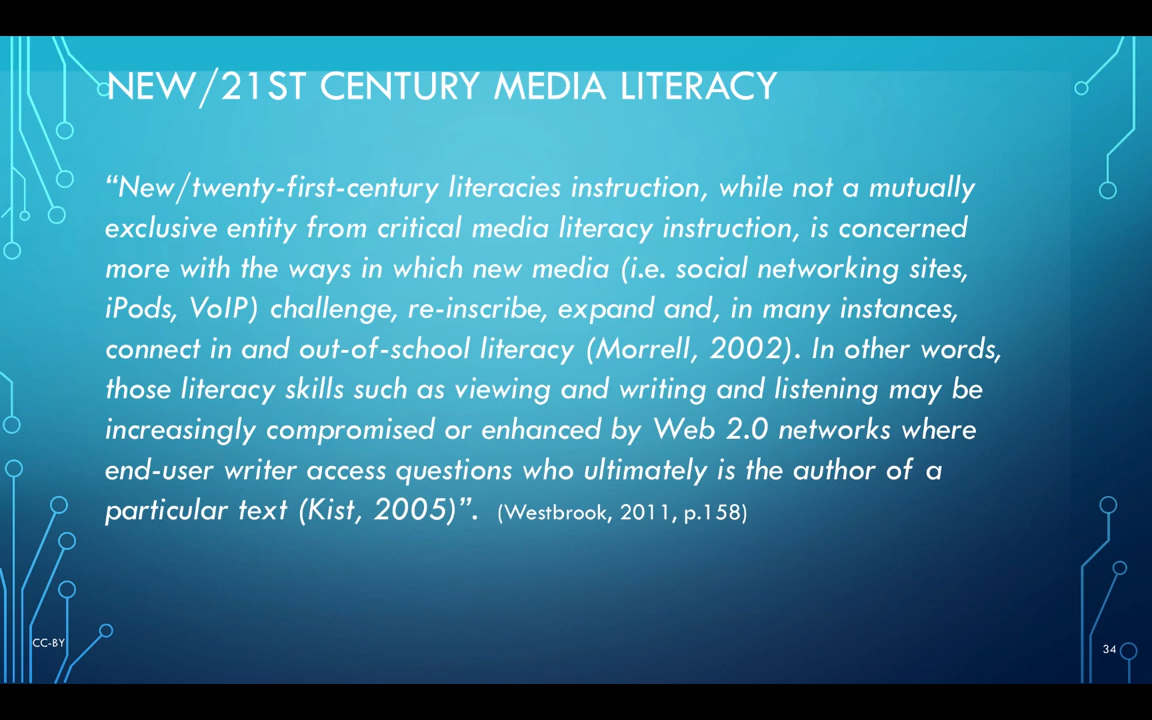 NEW/21ST CENTURY MEDIA LITERACY
“New/twenty-first-century literacies instruction, while not a mutually
exclusive entity from critical media literacy instruction, is concerned
more with the ways in which new media (i.e. social networking sites,
iPods, VoIP) challenge, re-inscribe, expand and, in many instances,
connect in and out-of-school literacy (Morrell, 2002). In other words,
those literacy skills such as viewing and writing and listening may be
increasingly compromised or enhanced by Web 2.0 networks where
end-user writer access questions who ultimately is the author of a
particular text (Kist, 2005)”. (Westbrook, 2011, p.158)
CC-BY
34